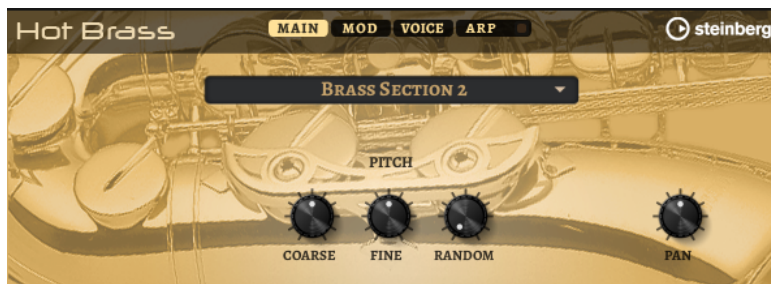 Hot Brass MAIN MOD VOICE ARP steinberg
BRASS SECTION 2
PITCH
COARSE FINE RANDOM PAN